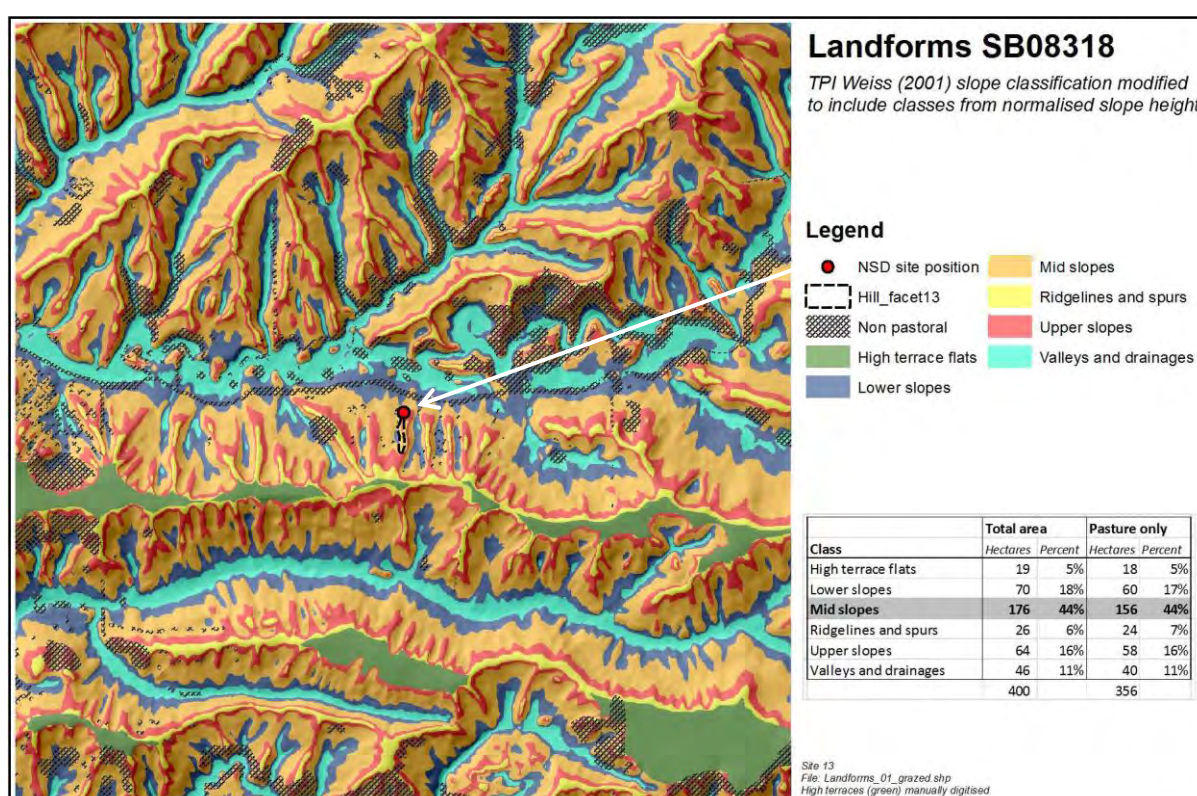 Landforms SB08318
TPI Weiss (2001) slope classification modified
to include classes from normalised slope height
Legend
NSD site position
Hill_facet13
Non pastoral
High terrace flats
Lower slopes
Mid slopes
Ridgelines and spurs
Upper slopes
Valleys and drainages
Total area Pasture only
Class Hectares Percent Hectares Percent
High terrace flats 19 5% 18 5%
Lower slopes 70 18% 60 17%
Mid slopes 176 44% 156 44%
Ridgelines and spurs 26 6% 24 7%
Upper slopes 64 16% 58 16%
Valleys and drainages 46 11% 40 11%
400 356
Site 13
File: Landforms_01_grazed.shp
High terraces (green) manually digitised